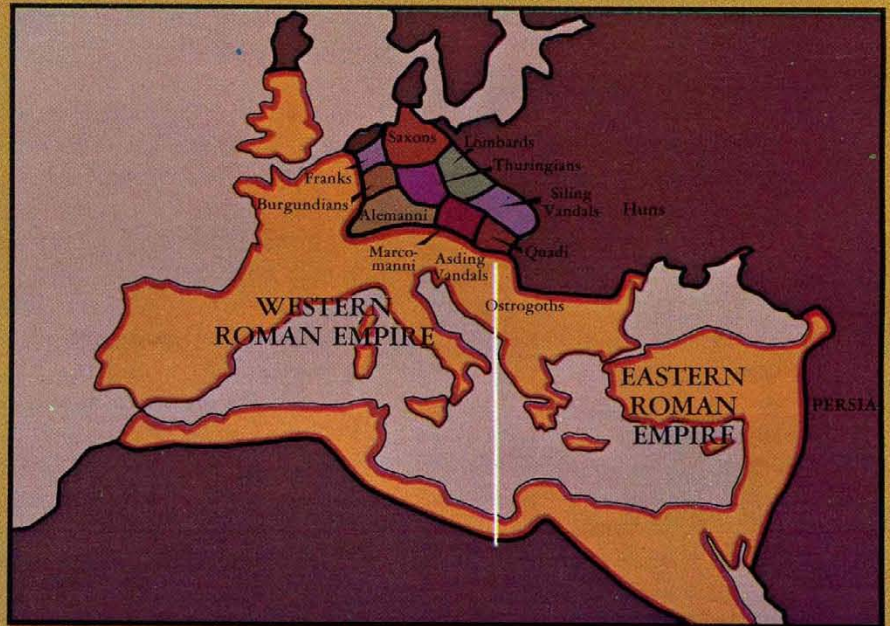 Saxons
Lombards
Thuringians
Franks
Siling
Vandals
Huns
Burgundians
Alemanni
Marco-
manni
Asding
Vandals
Quadi
Ostrogoths
WESTERN
ROMAN EMPIRE
EASTERN
ROMAN
EMPIRE
PERSIA